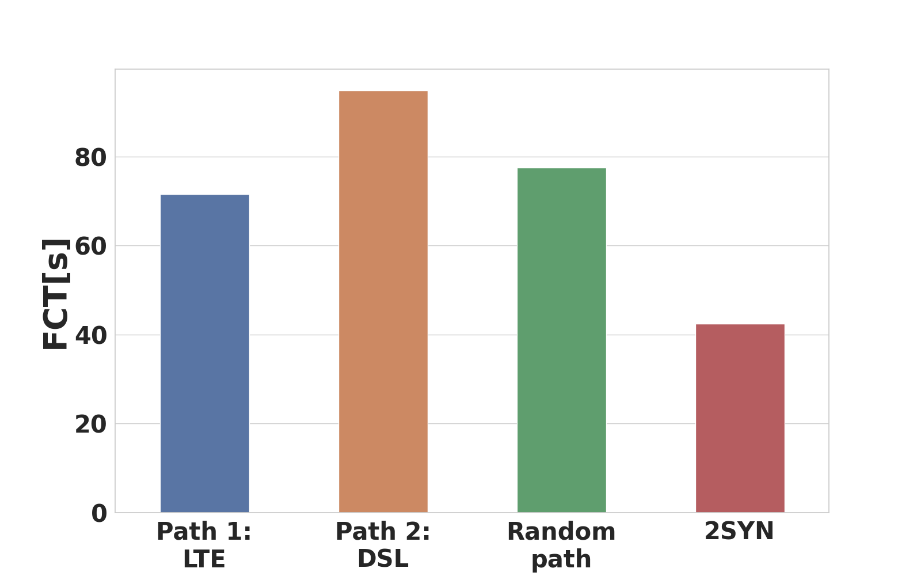 FCT[s]
80
60
40
20
0
Path 1:
LTE
Path 2:
DSL
Random
path
2SYN